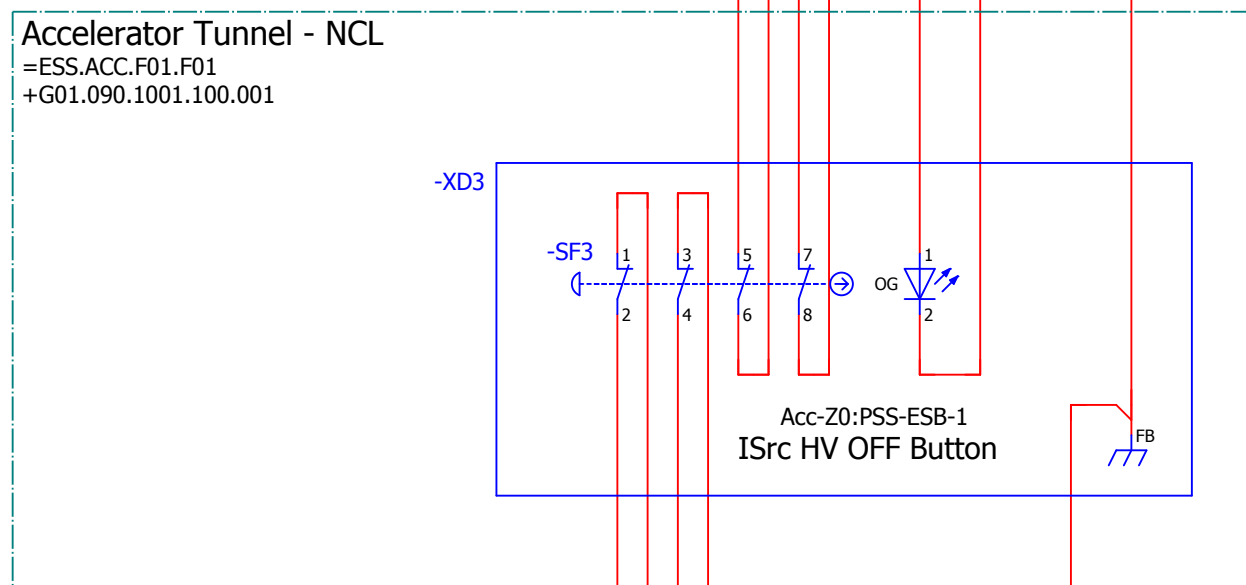 Accelerator Tunnel - NCL
=ESS.ACC.F01.F01
+G01.090.1001.100.001
-XD3
-SF3
1 3 5 7 1
OG
2 4 6 8 2
Acc-Z0:PSS-ESB-1
ISrc HV OFF Button
FB